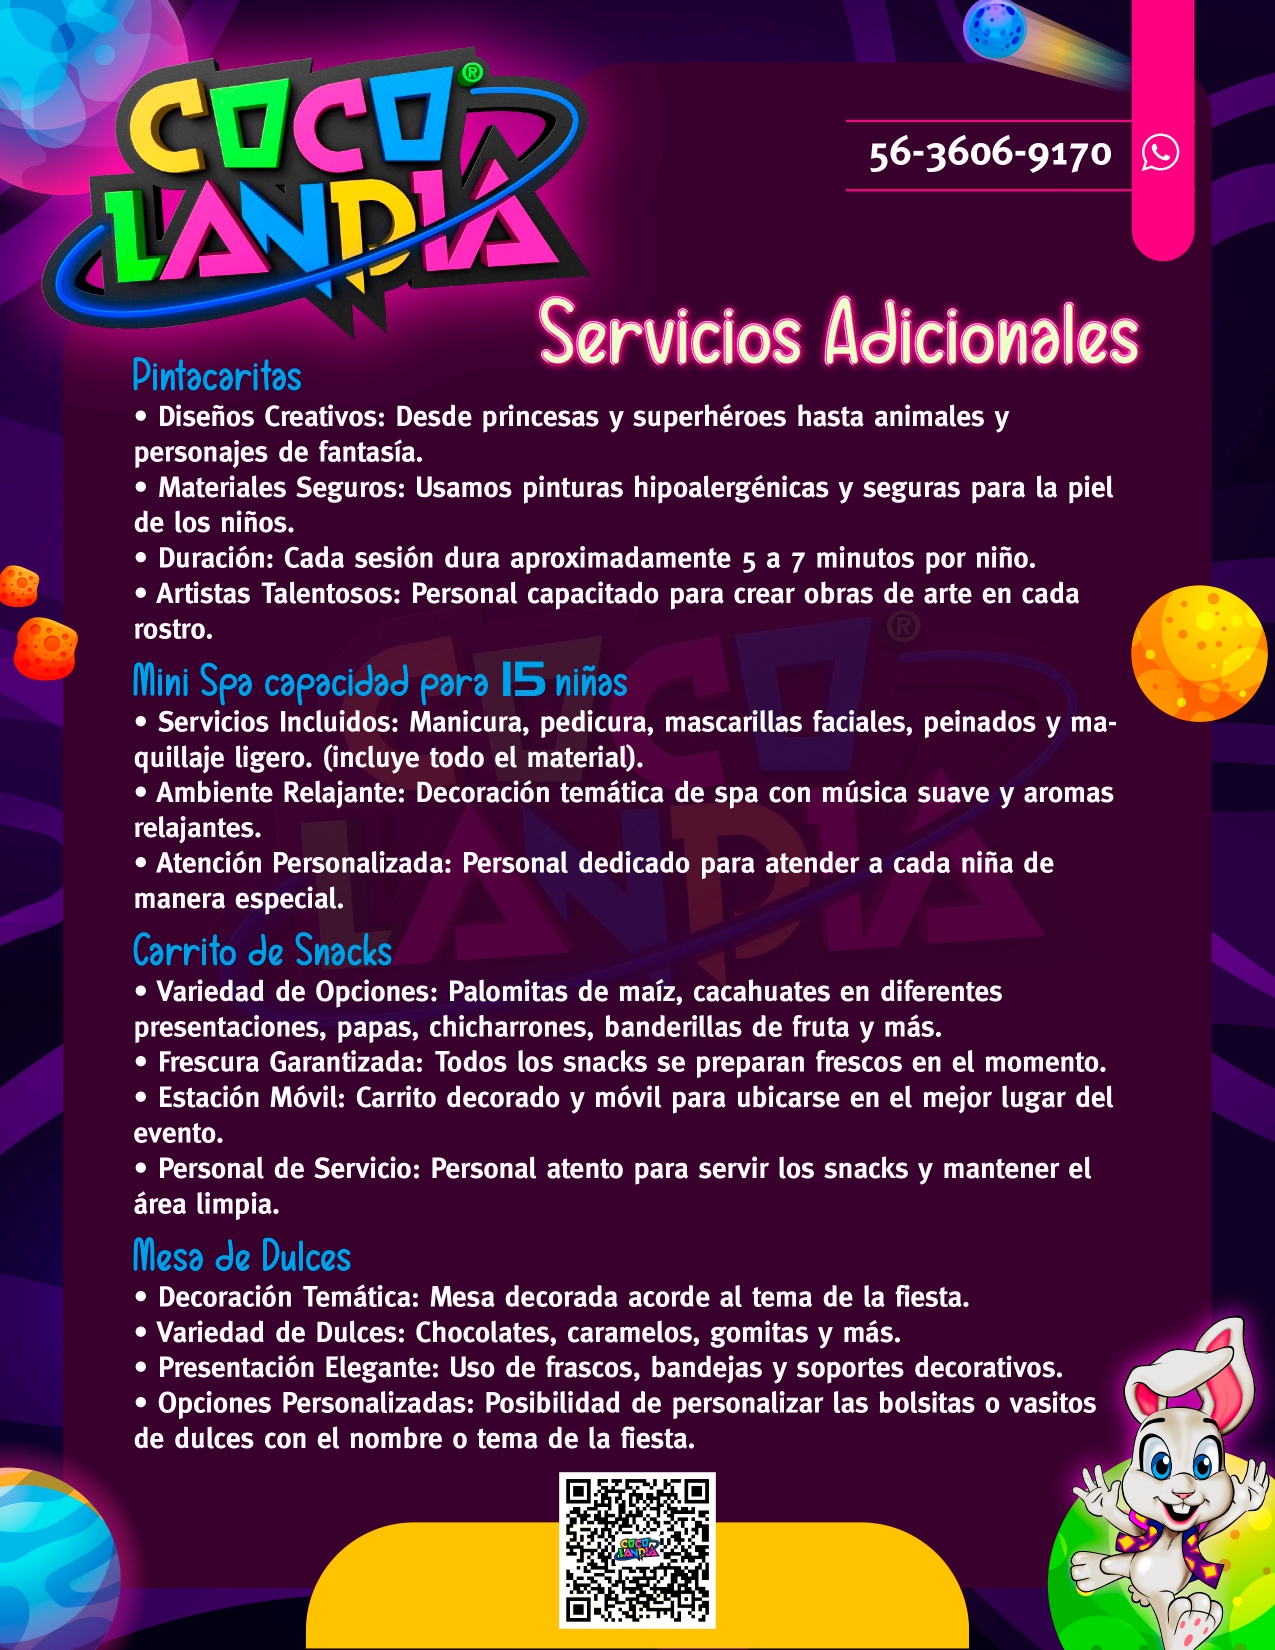 COCO®
LANDIA
56-3606-9170
Servicios Adicionales
Pintacaritas
• Diseños Creativos: Desde princesas y superhéroes hasta animales y
personajes de fantasía.
• Materiales Seguros: Usamos pinturas hipoalergénicas y seguras para la piel
de los niños.
• Duración: Cada sesión dura aproximadamente 5 a 7 minutos por niño.
• Artistas Talentosos: Personal capacitado para crear obras de arte en cada
rostro.
Mini Spa capacidad para 15 niñas
• Servicios Incluidos: Manicura, pedicura, mascarillas faciales, peinados y ma-
quillaje ligero. (incluye todo el material).
• Ambiente Relajante: Decoración temática de spa con música suave y aromas
relajantes.
• Atención Personalizada: Personal dedicado para atender a cada niña de
manera especial.
Carrito de Snacks
• Variedad de Opciones: Palomitas de maíz, cacahuates en diferentes
presentaciones, papas, chicharrones, banderillas de fruta y más.
• Frescura Garantizada: Todos los snacks se preparan frescos en el momento.
• Estación Móvil: Carrito decorado y móvil para ubicarse en el mejor lugar del
evento.
• Personal de Servicio: Personal atento para servir los snacks y mantener el
área limpia.
Mesa de Dulces
• Decoración Temática: Mesa decorada acorde al tema de la fiesta.
• Variedad de Dulces: Chocolates, caramelos, gomitas y más.
• Presentación Elegante: Uso de frascos, bandejas y soportes decorativos.
• Opciones Personalizadas: Posibilidad de personalizar las bolsitas o vasitos
de dulces con el nombre o tema de la fiesta.
COCO
LANDIA